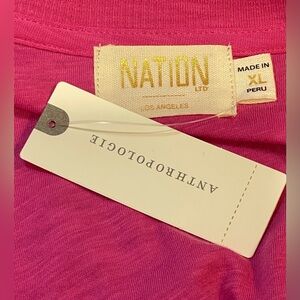 NATION
LTD
LOS ANGELES
MADE IN
XL
PERU
ANTHROPOLOGIE